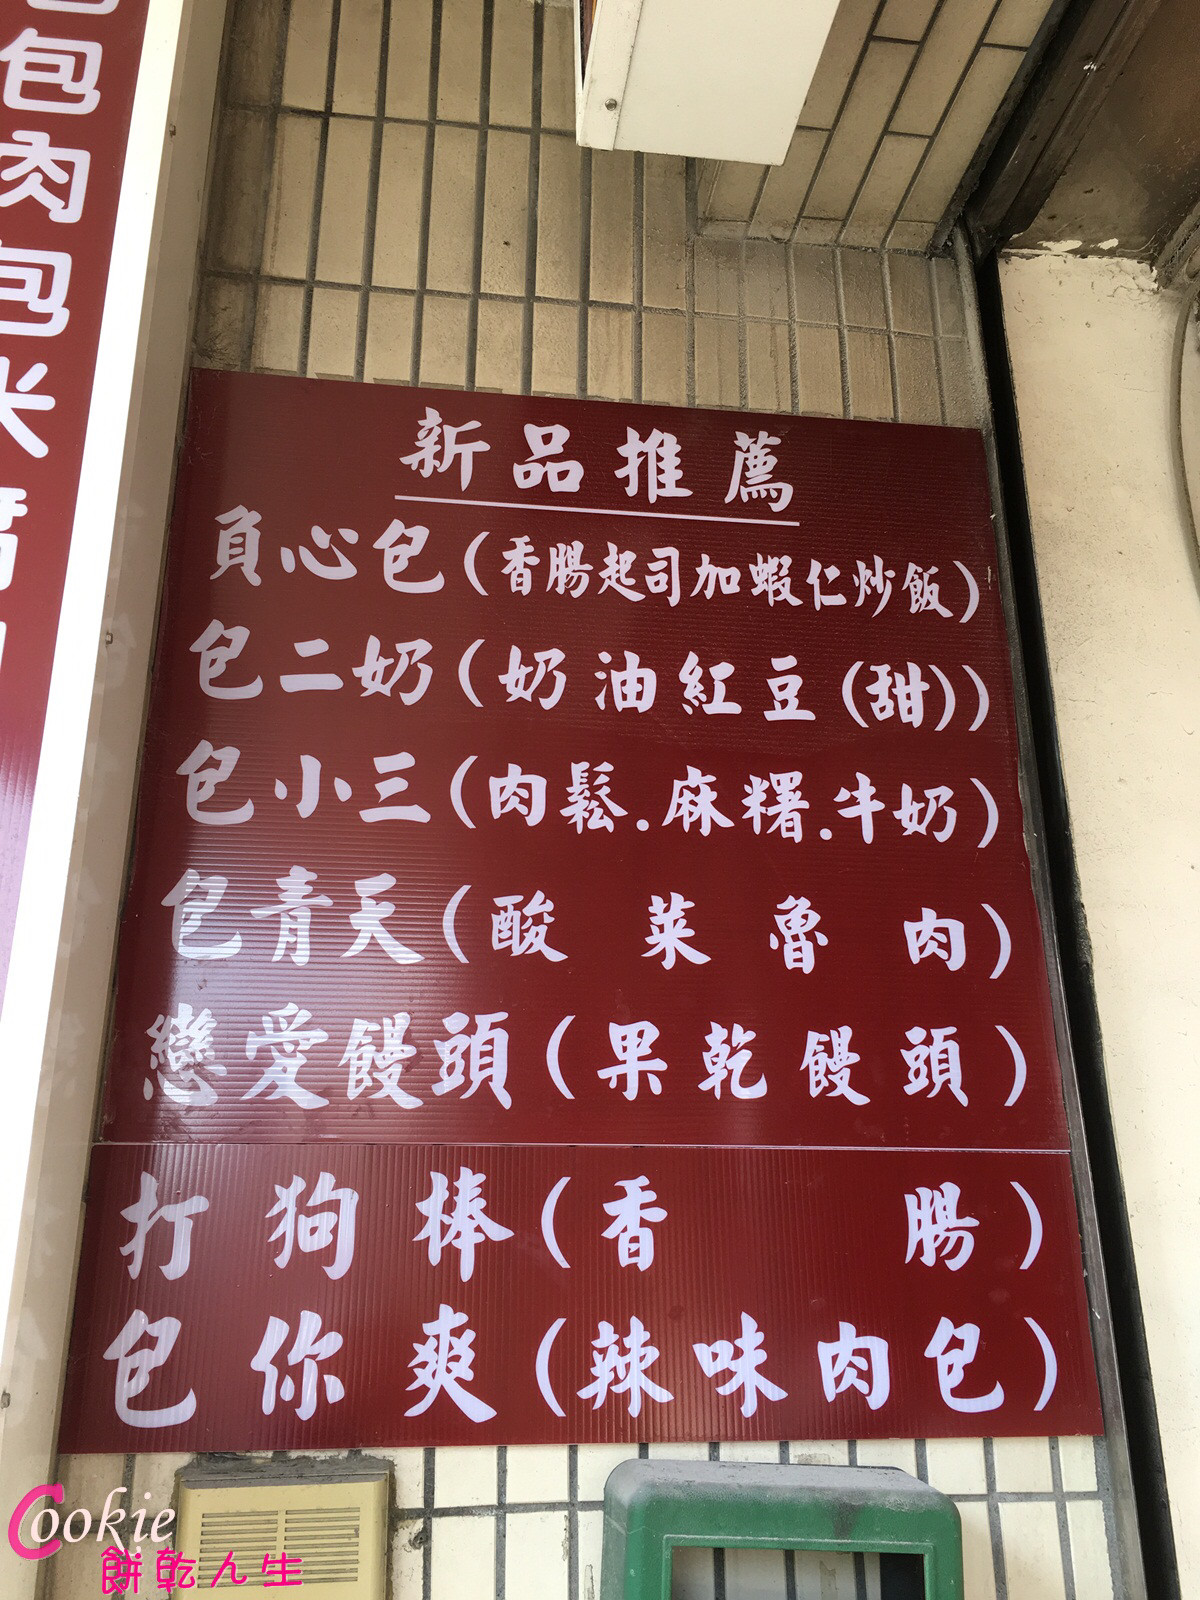 包包肉包米
新品推薦
負心包(香腸起司加蝦仁炒飯)
包二奶(奶油紅豆(甜))
包小三(肉鬆.麻糬.牛奶)
包青天(酸菜魯肉)
戀愛饅頭(果乾饅頭)
打狗棒(香腸)
包你爽(辣味肉包)
Cookie
餅乾人生